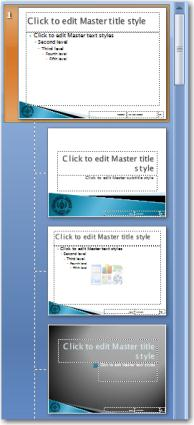 1
Click to edit Master title style
Click to edit Master text styles
Second level
Third level
Fourth level
Fifth level
Click to edit Master title
style
Click to edit Master subtitle style
Click to edit Master title style
Click to edit Master text styles
Second level
Third level
Fourth level
Fifth level
Click to edit Master title
style
Click to edit Master text styles